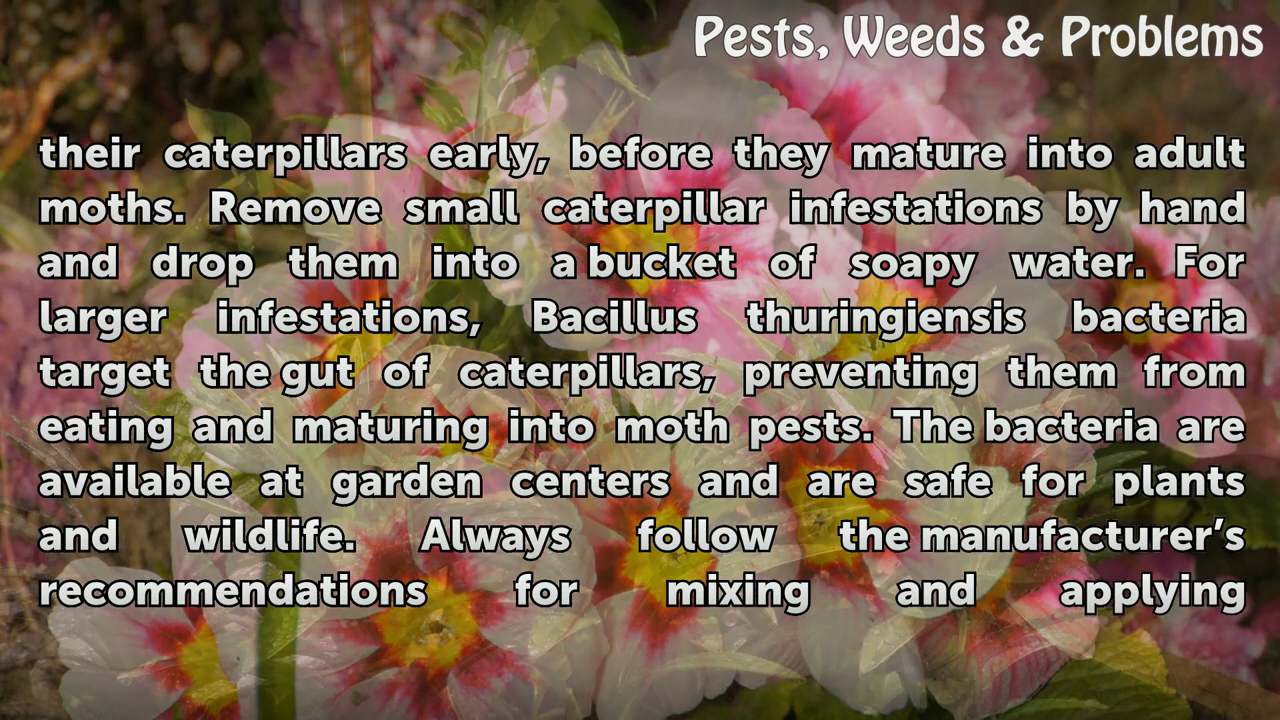 Pests, Weeds & Problems
their caterpillars early, before they mature into adult
moths. Remove small caterpillar infestations by hand
and drop them into a bucket of soapy water. For
larger infestations, Bacillus thuringiensis bacteria
target the gut of caterpillars, preventing them from
eating and maturing into moth pests. The bacteria are
available at garden centers and are safe for plants
and wildlife. Always follow the manufacturer’s
recommendations for mixing and applying